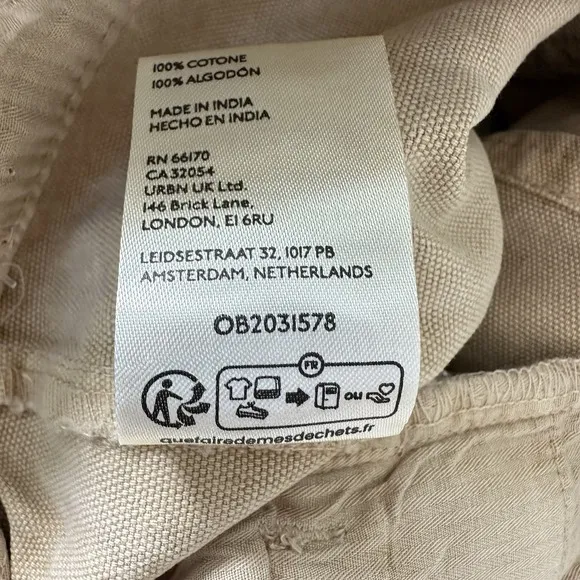 100% COTONE
100% ALGODÓN
MADE IN INDIA
HECHO EN INDIA
RN 66170
CA 32054
URBN UK Ltd.
146 Brick Lane,
LONDON, E1 6RU
LEIDSESTRAAT 32, 1017 PB
AMSTERDAM, NETHERLANDS
OB2031578
FR
ou
quefairedemesdechets.fr